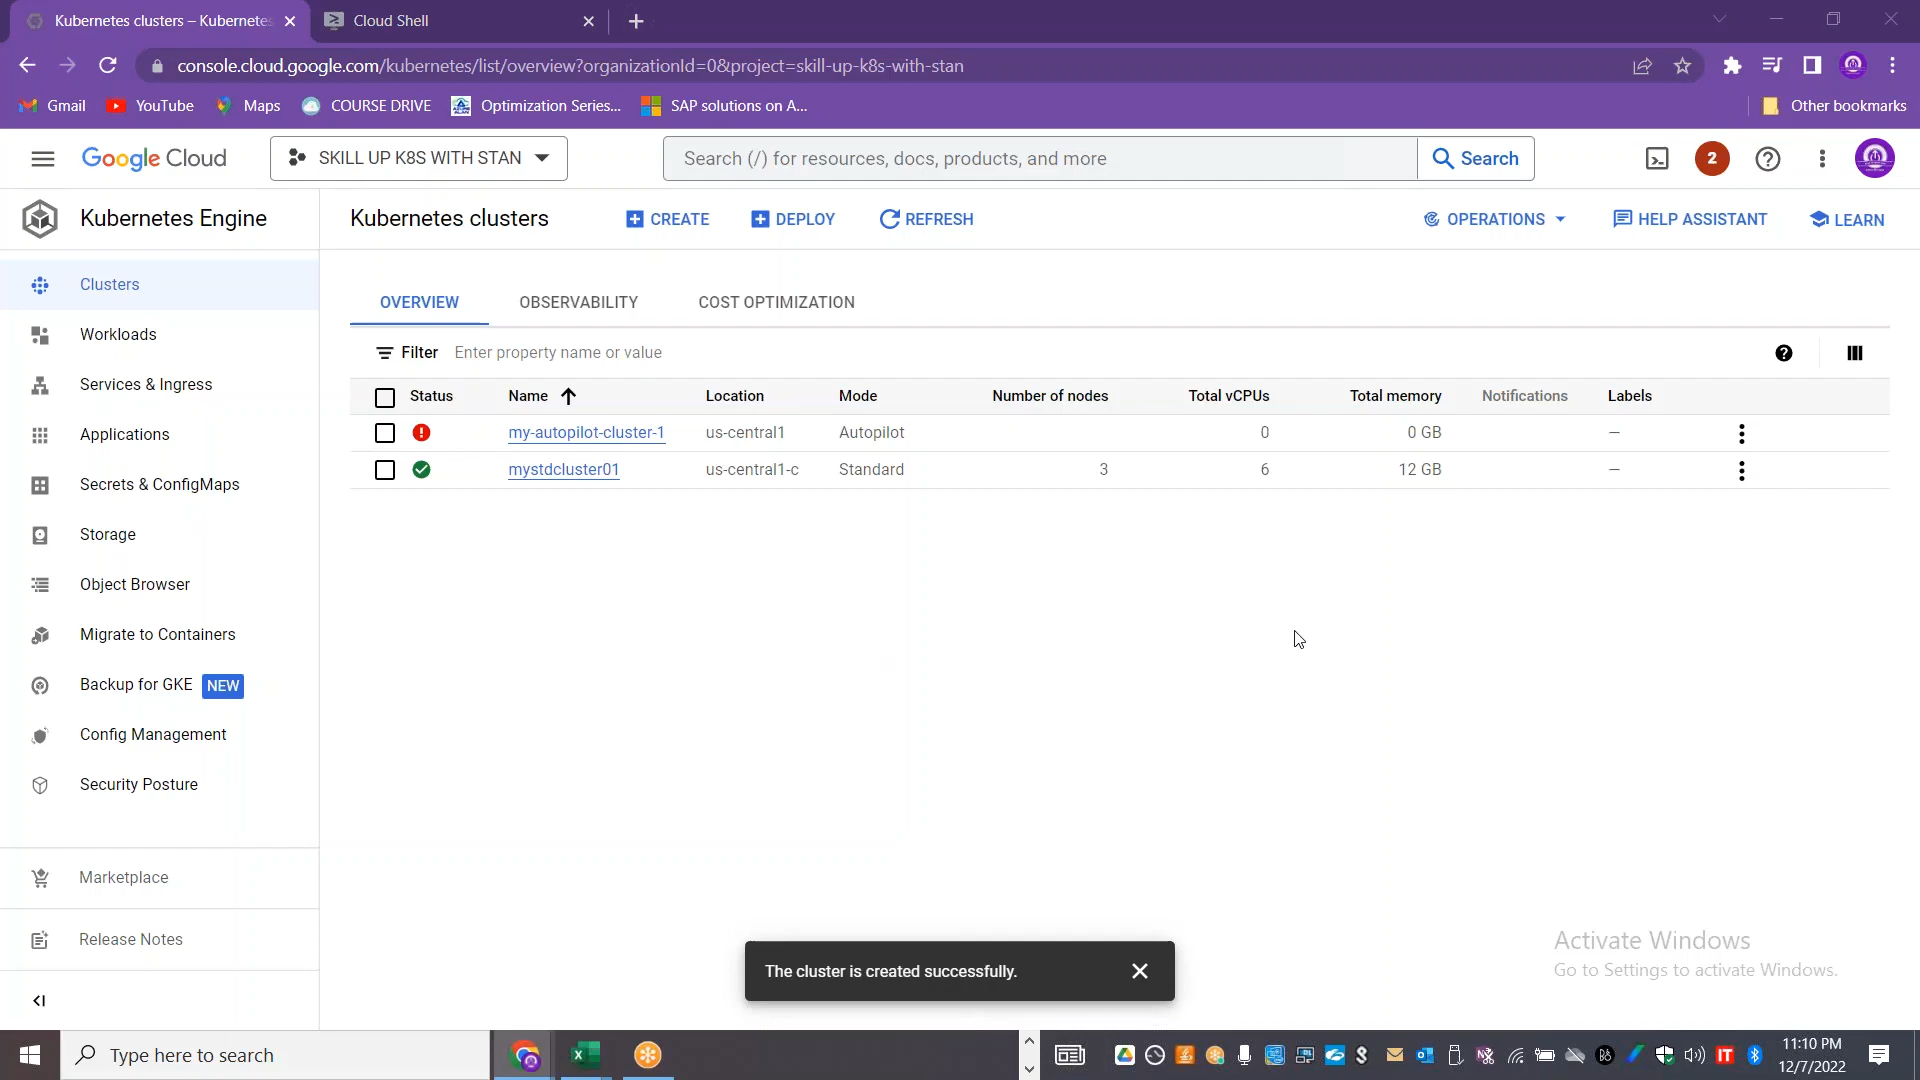 Kubernetes clusters – Kubernetes
Cloud Shell
console.cloud.google.com/kubernetes/list/overview?organizationId=0&project=skill-up-k8s-with-stan
Gmail
YouTube
Maps
COURSE DRIVE
Optimization Series...
SAP solutions on A...
Other bookmarks
Google Cloud
SKILL UP K8S WITH STAN
Search (/) for resources, docs, products, and more
Search
2
Kubernetes Engine
Kubernetes clusters
CREATE
DEPLOY
REFRESH
OPERATIONS
HELP ASSISTANT
LEARN
Clusters
Workloads
Services & Ingress
Applications
Secrets & ConfigMaps
Storage
Object Browser
Migrate to Containers
Backup for GKE NEW
Config Management
Security Posture
Marketplace
Release Notes
OVERVIEW
OBSERVABILITY
COST OPTIMIZATION
Filter Enter property name or value
Status Name Location Mode Number of nodes Total vCPUs Total memory Notifications Labels
my-autopilot-cluster-1 us-central1 Autopilot 0 0 GB –
mystdcluster01 us-central1-c Standard 3 6 12 GB –
The cluster is created successfully.
Activate Windows
Go to Settings to activate Windows.
Type here to search
11:10 PM
12/7/2022